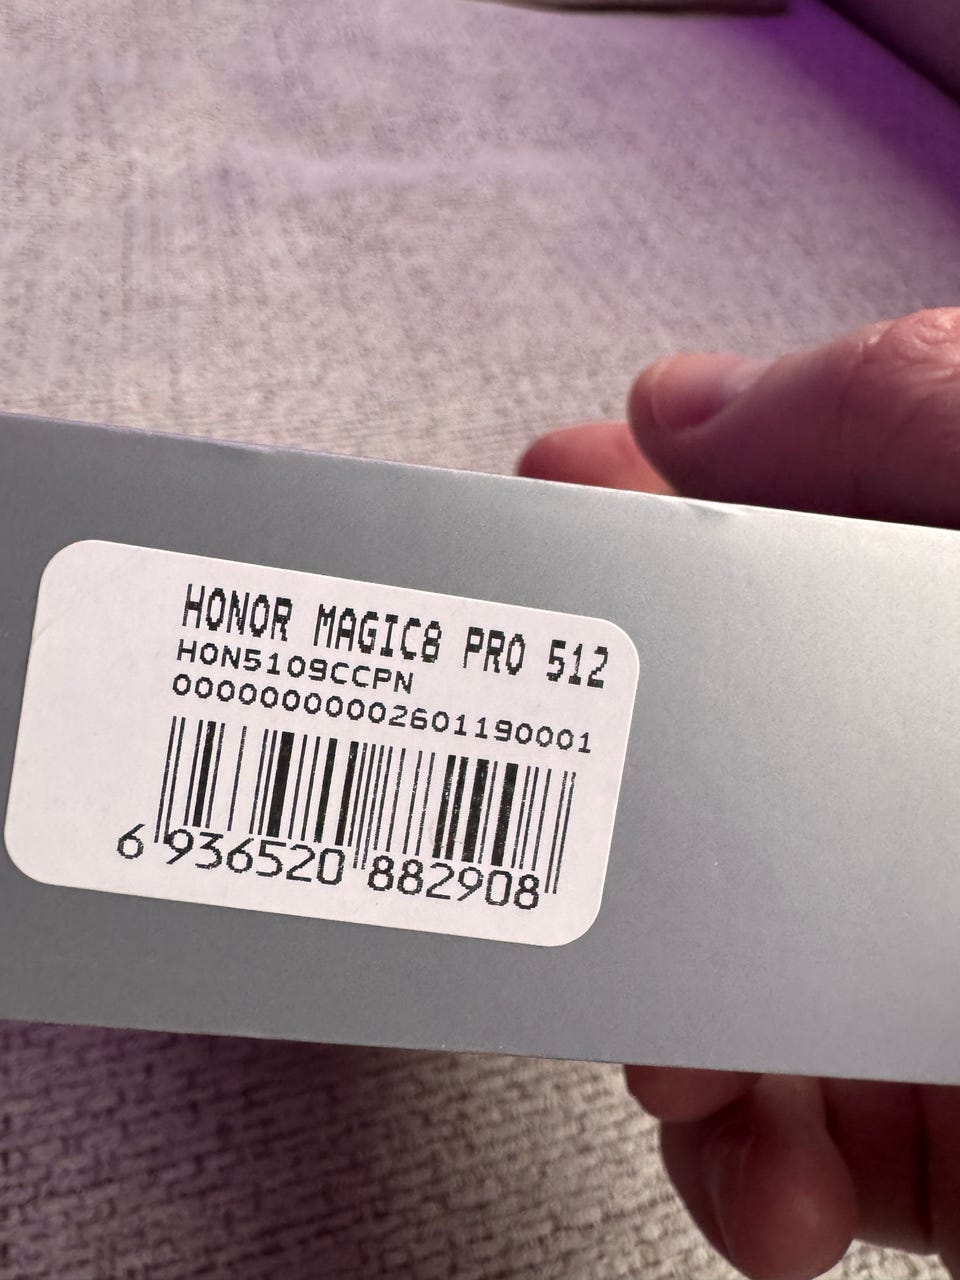 HONOR MAGIC8 PRO 512
HON5109CCPN
00000000002601190001
6 936520 882908